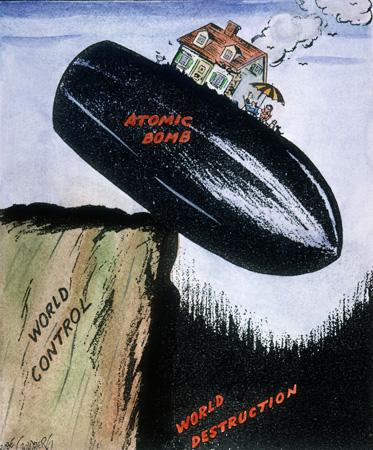 ATOMIC
BOMB
WORLD
CONTROL
WORLD
DESTRUCTION